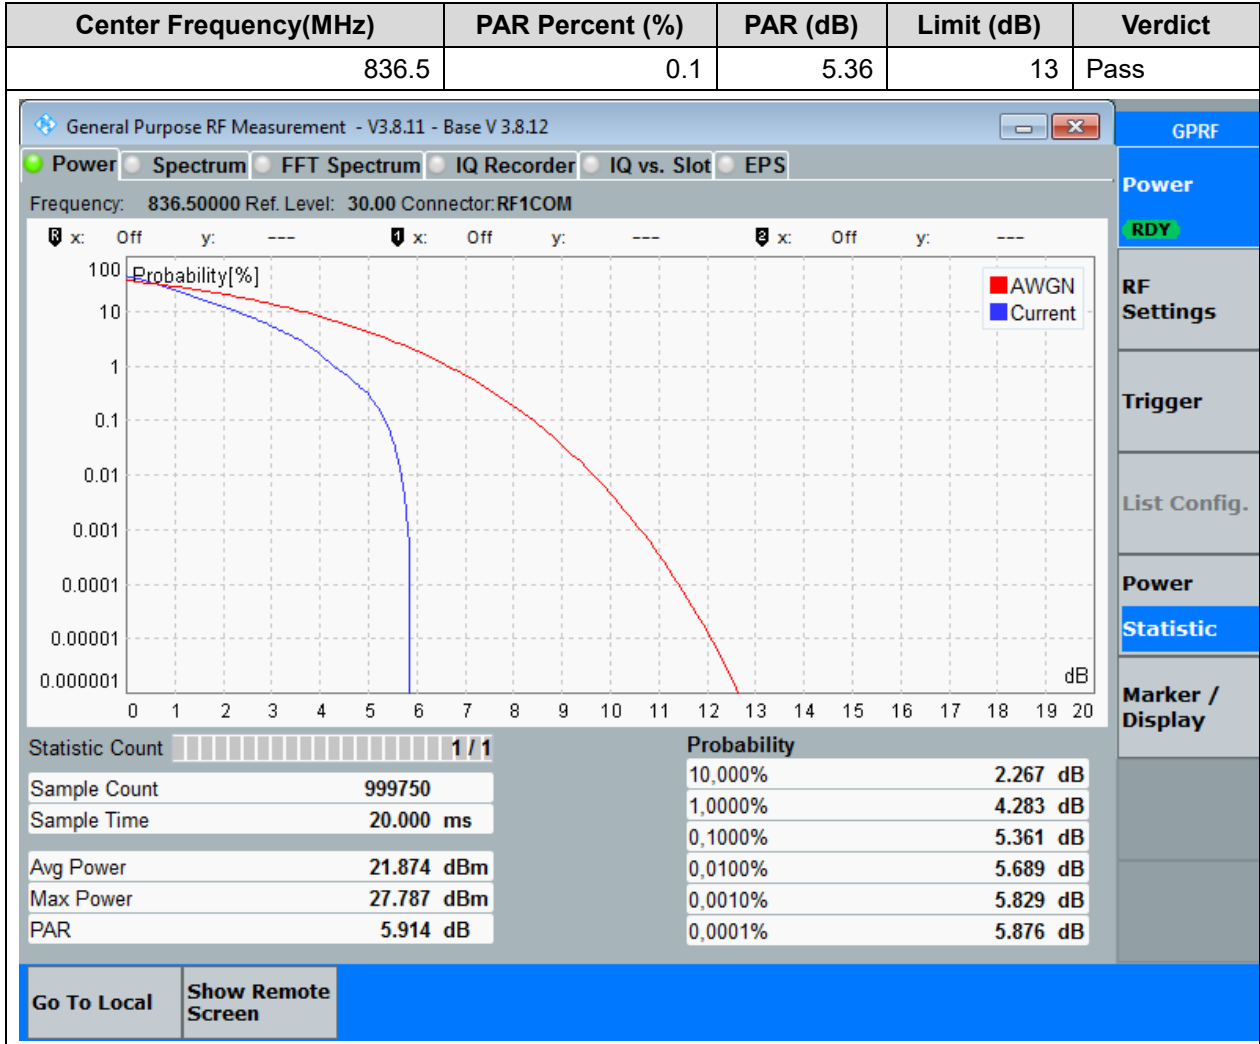 Center Frequency(MHz) PAR Percent (%) PAR (dB) Limit (dB) Verdict
836.5 0.1 5.36 13 Pass
General Purpose RF Measurement - V3.8.11 - Base V 3.8.12
GPRF
Power Spectrum FFT Spectrum IQ Recorder IQ vs. Slot EPS
Frequency: 836.50000 Ref. Level: 30.00 Connector: RF1COM
R x: Off y: --- 1 x: Off y: --- 2 x: Off y: ---
Probability[%]
AWGN
Current
100
10
1
0.1
0.01
0.001
0.0001
0.00001
0.000001
dB
0 1 2 3 4 5 6 7 8 9 10 11 12 13 14 15 16 17 18 19 20
Statistic Count 1 / 1
Sample Count 999750
Sample Time 20.000 ms
Avg Power 21.874 dBm
Max Power 27.787 dBm
PAR 5.914 dB
Probability
10,000% 2.267 dB
1,0000% 4.283 dB
0,1000% 5.361 dB
0,0100% 5.689 dB
0,0010% 5.829 dB
0,0001% 5.876 dB
Power
RDY
RF
Settings
Trigger
List Config.
Power
Statistic
Marker /
Display
Go To Local
Show Remote
Screen